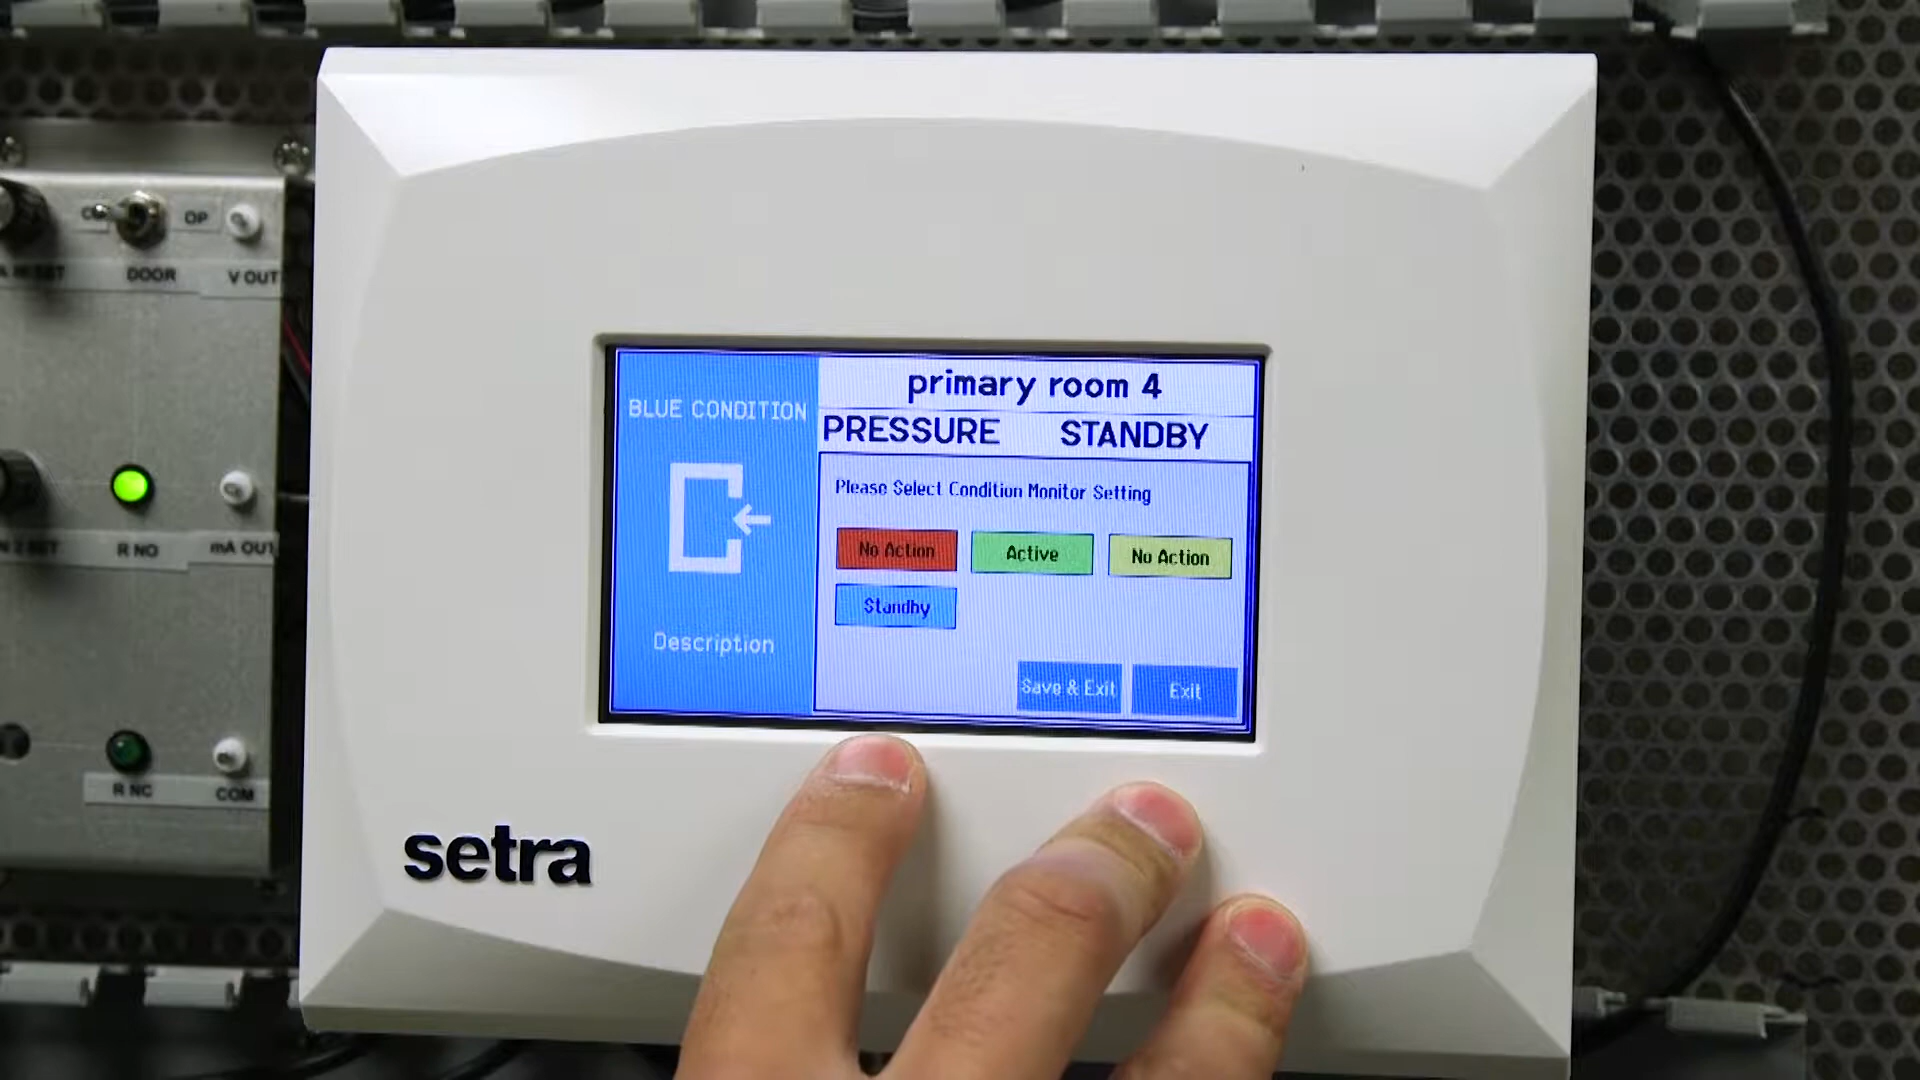 OP
DOOR
V OUT
R NO
mA OUT
R NC
COM
BLUE CONDITION
Description
primary room 4
PRESSURE STANDBY
Please Select Condition Monitor Setting
No Action Active No Action
Standby
Save & Exit Exit
setra